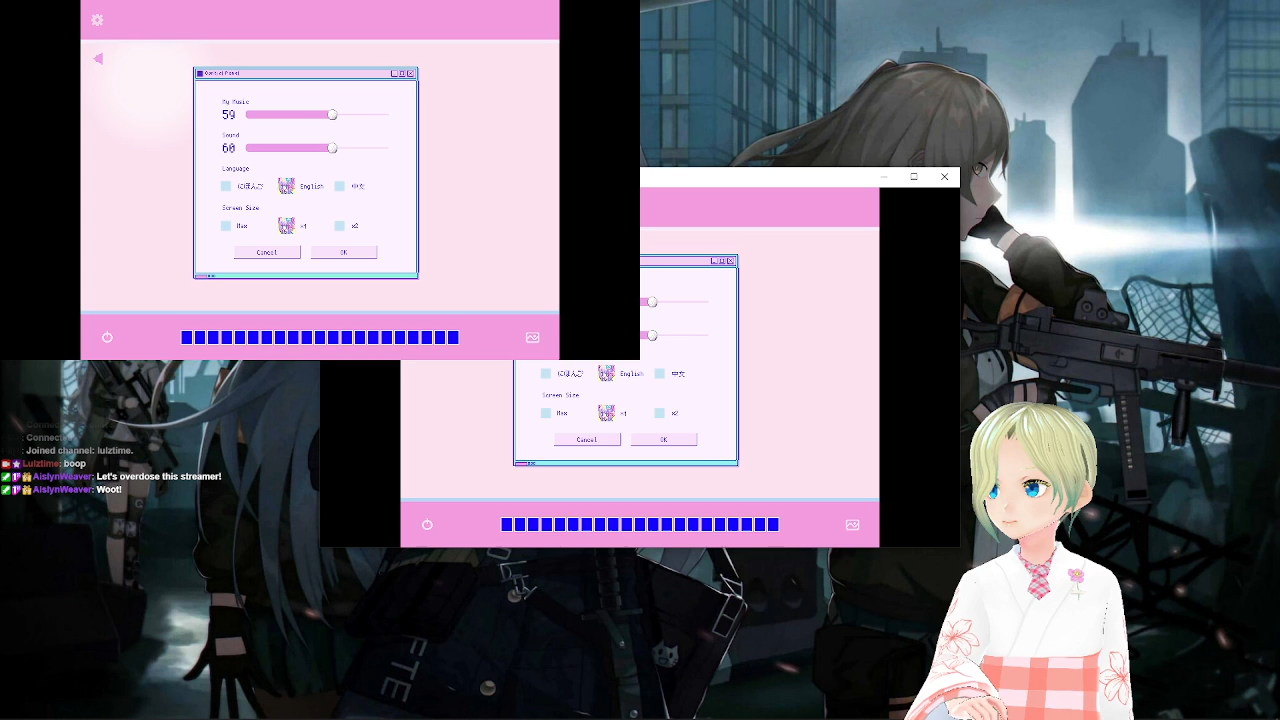 Control Panel
My Music
59
Sound
60
Language
にほんご English 中文
Screen Size
Max x1 x2
Cancel OK
にほんご English 中文
Screen Size
Max x1 x2
Cancel OK
: Connec
: Joined channel: lulztime.
Lulztime: boop
AislynWeaver: Let's overdose this streamer!
AislynWeaver: Woot!